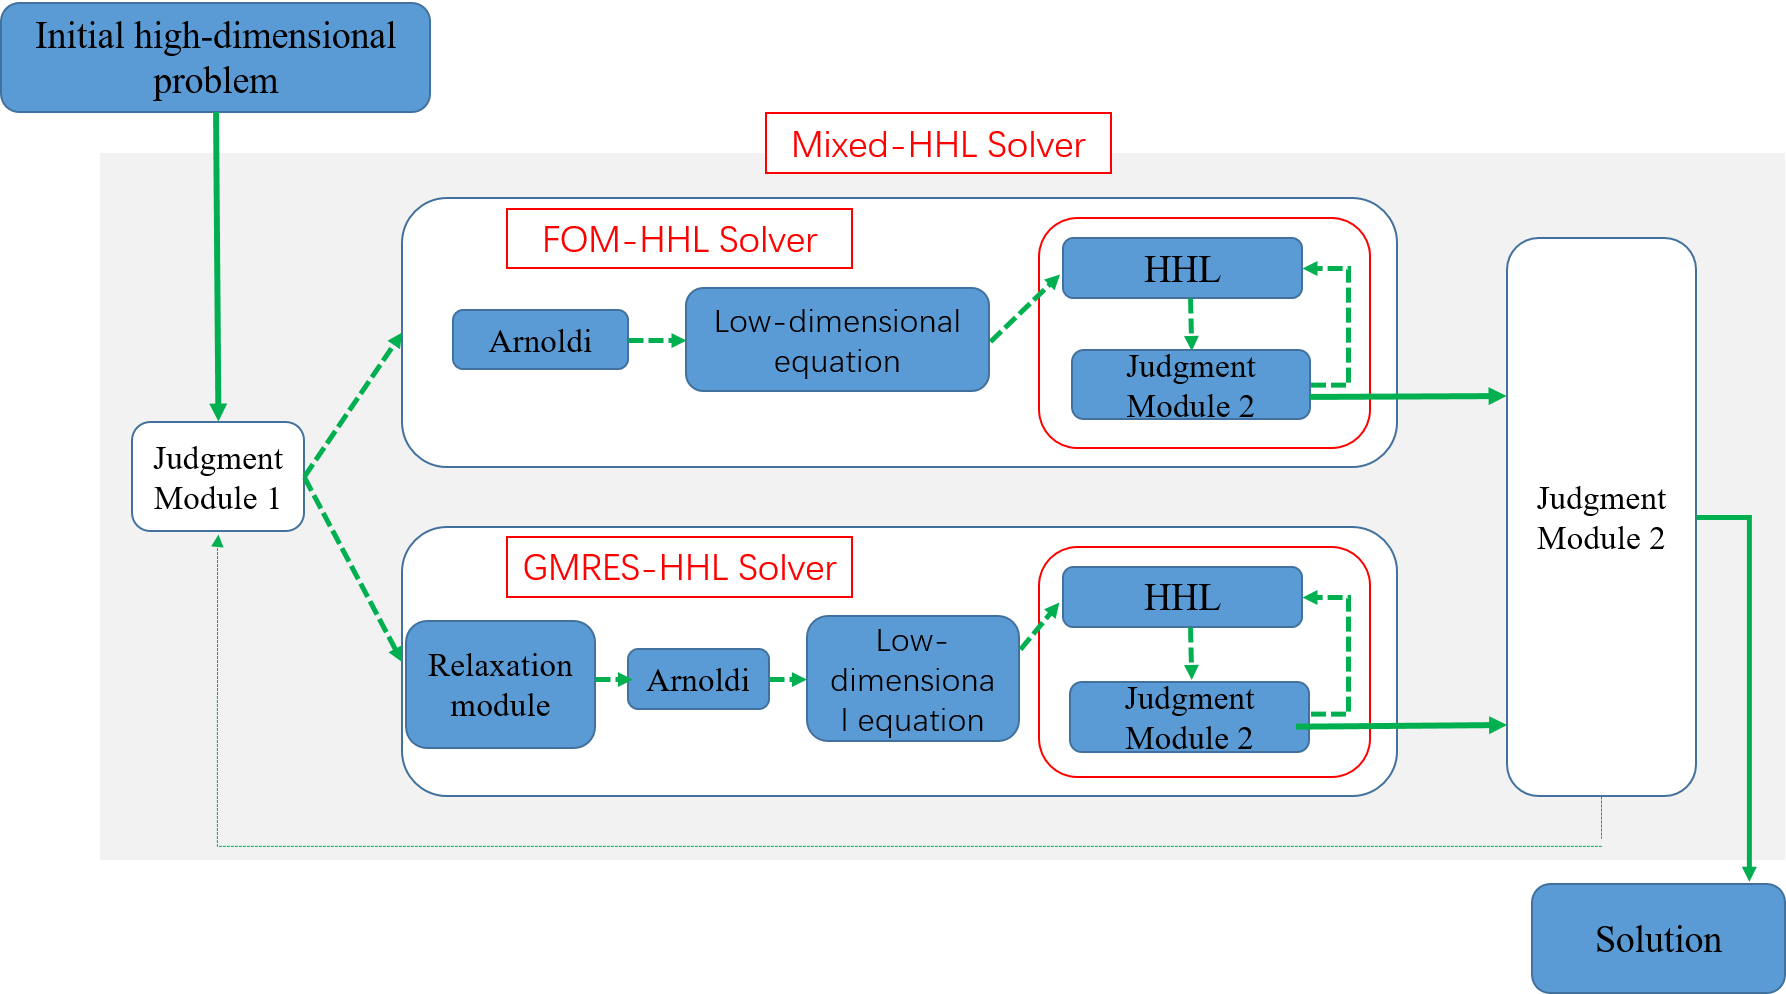 Initial high-dimensional
problem
Mixed-HHL Solver
FOM-HHL Solver
HHL
Arnoldi
Low-dimensional
equation
Judgment
Module 2
Judgment
Module 1
Judgment
Module 2
GMRES-HHL Solver
HHL
Relaxation
module
Arnoldi
Low-
dimensiona
l equation
Judgment
Module 2
Solution